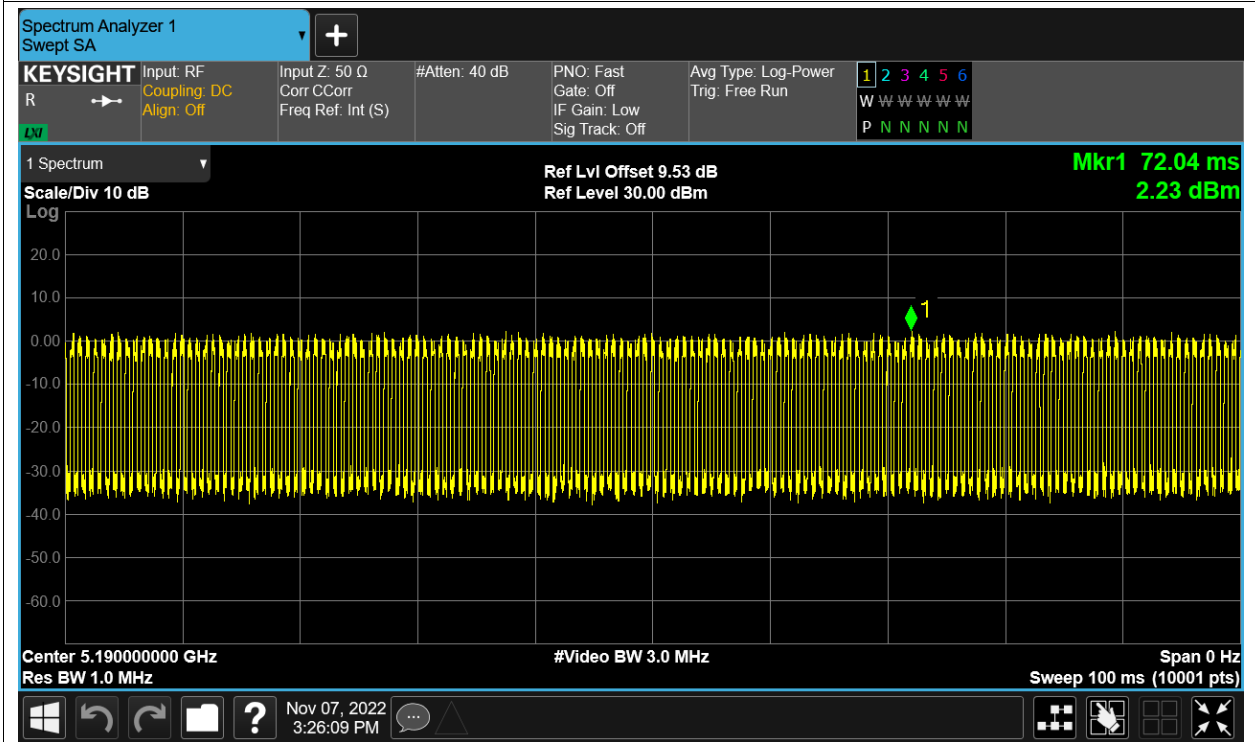 Spectrum Analyzer 1
Swept SA
+
KEYSIGHT
R
LXI
Input: RF
Coupling: DC
Align: Off
Input Z: 50 Ω
Corr CCorr
Freq Ref: Int (S)
#Atten: 40 dB
PNO: Fast
Gate: Off
IF Gain: Low
Sig Track: Off
Avg Type: Log-Power
Trig: Free Run
1 2 3 4 5 6
W W W W W W
P N N N N N
1 Spectrum
Scale/Div 10 dB
Log
Ref Lvl Offset 9.53 dB
Ref Level 30.00 dBm
Mkr1 72.04 ms
2.23 dBm
20.0
10.0
1
0.00
-10.0
-20.0
-30.0
-40.0
-50.0
-60.0
Center 5.190000000 GHz
#Video BW 3.0 MHz
Span 0 Hz
Res BW 1.0 MHz
Sweep 100 ms (10001 pts)
?
Nov 07, 2022
3:26:09 PM